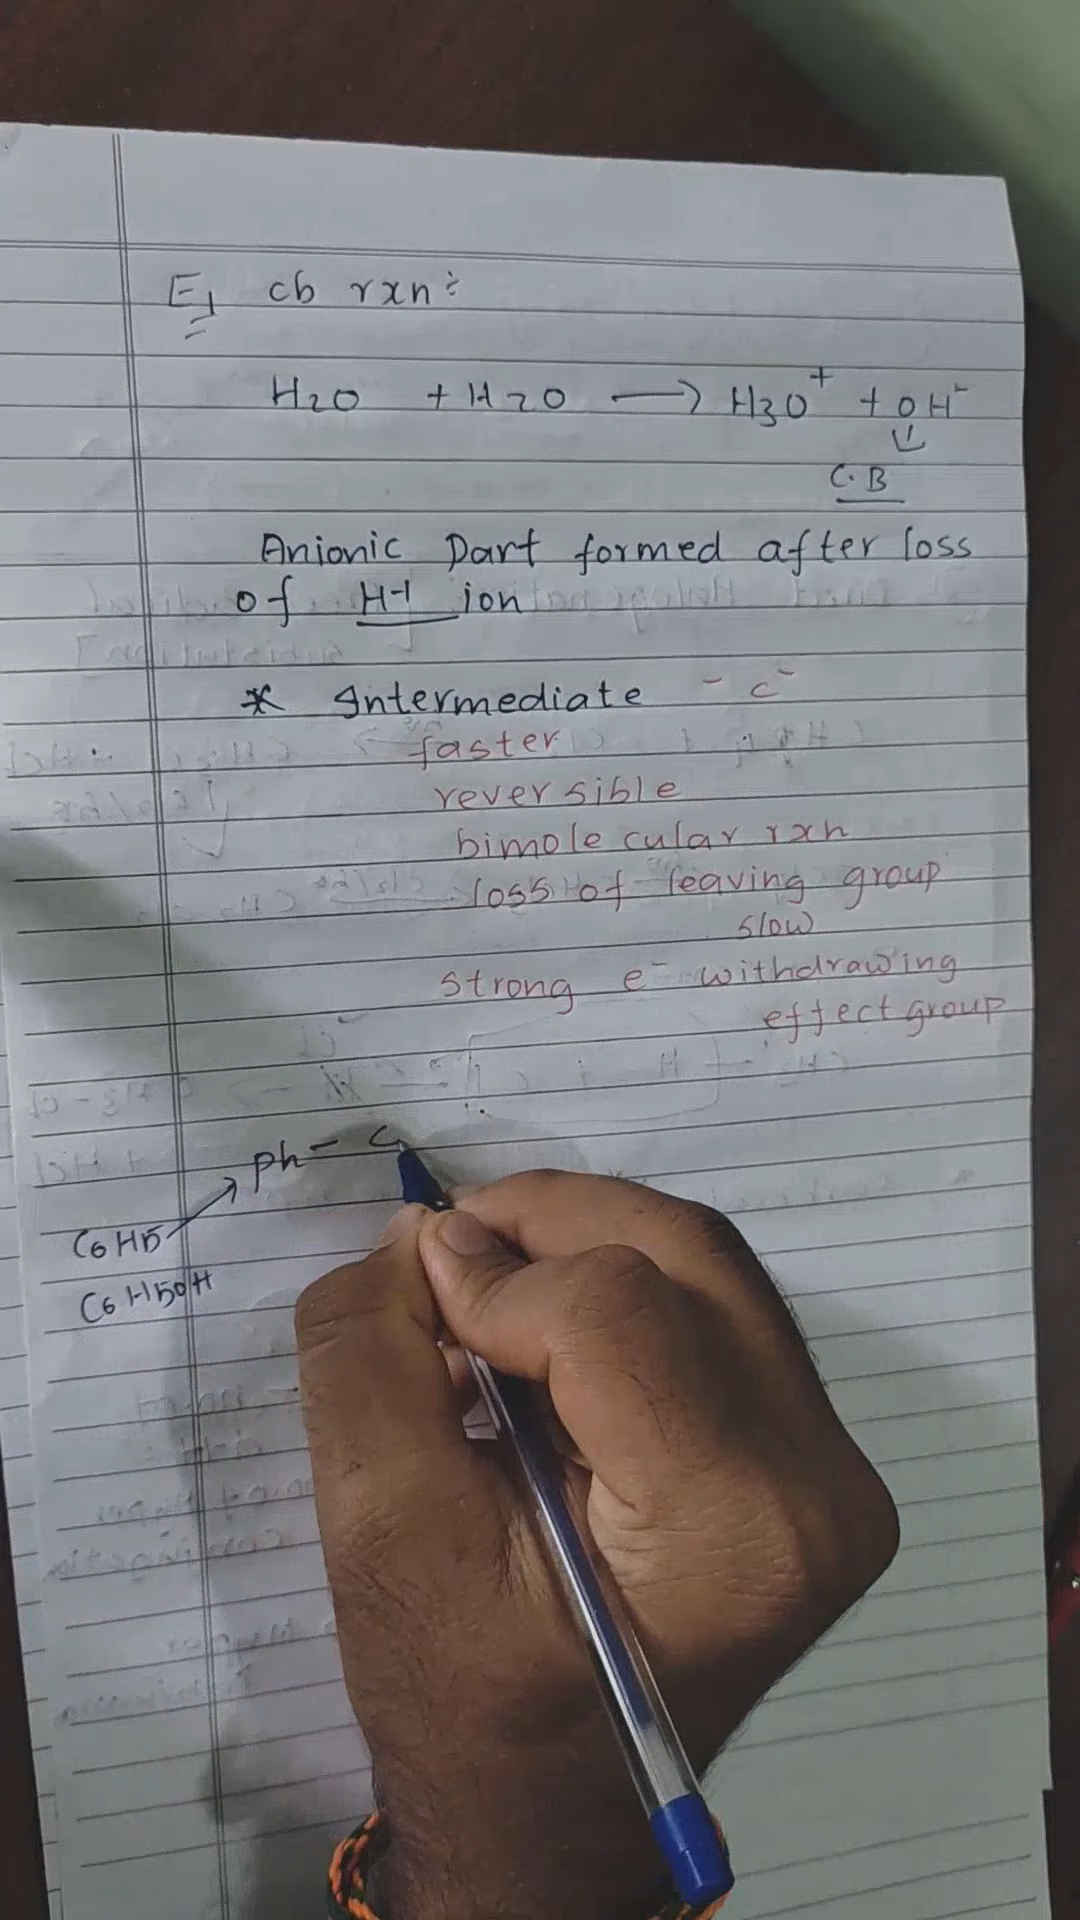 E1 cb rxn÷
H2O + H2O → H3O+ + OH-
C.B
Anionic Part formed after loss
of H-1 ion
* Intermediate - c-
faster
reversible
bimolecular rxn
loss of leaving group
slow
strong e- withdrawing
effect group
Ph - C
C6H5
C6H5OH